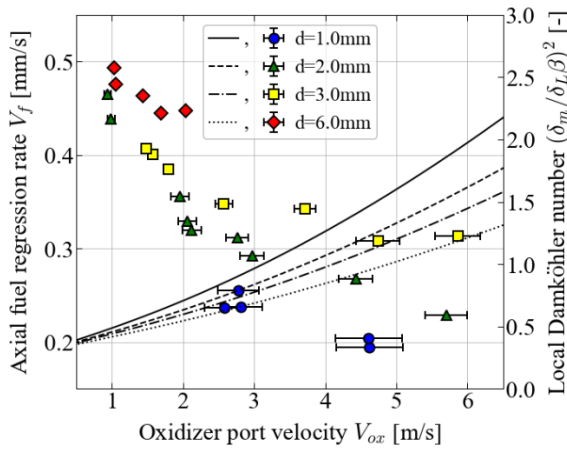 Axial fuel regression rate V_f [mm/s]
0.5
0.4
0.3
0.2
, d=1.0mm
, d=2.0mm
, d=3.0mm
, d=6.0mm
3.0
2.5
2.0
1.5
1.0
0.5
0.0
Local Damköhler number (δ_m/δ_Lβ)² [-]
1 2 3 4 5 6
Oxidizer port velocity V_ox [m/s]